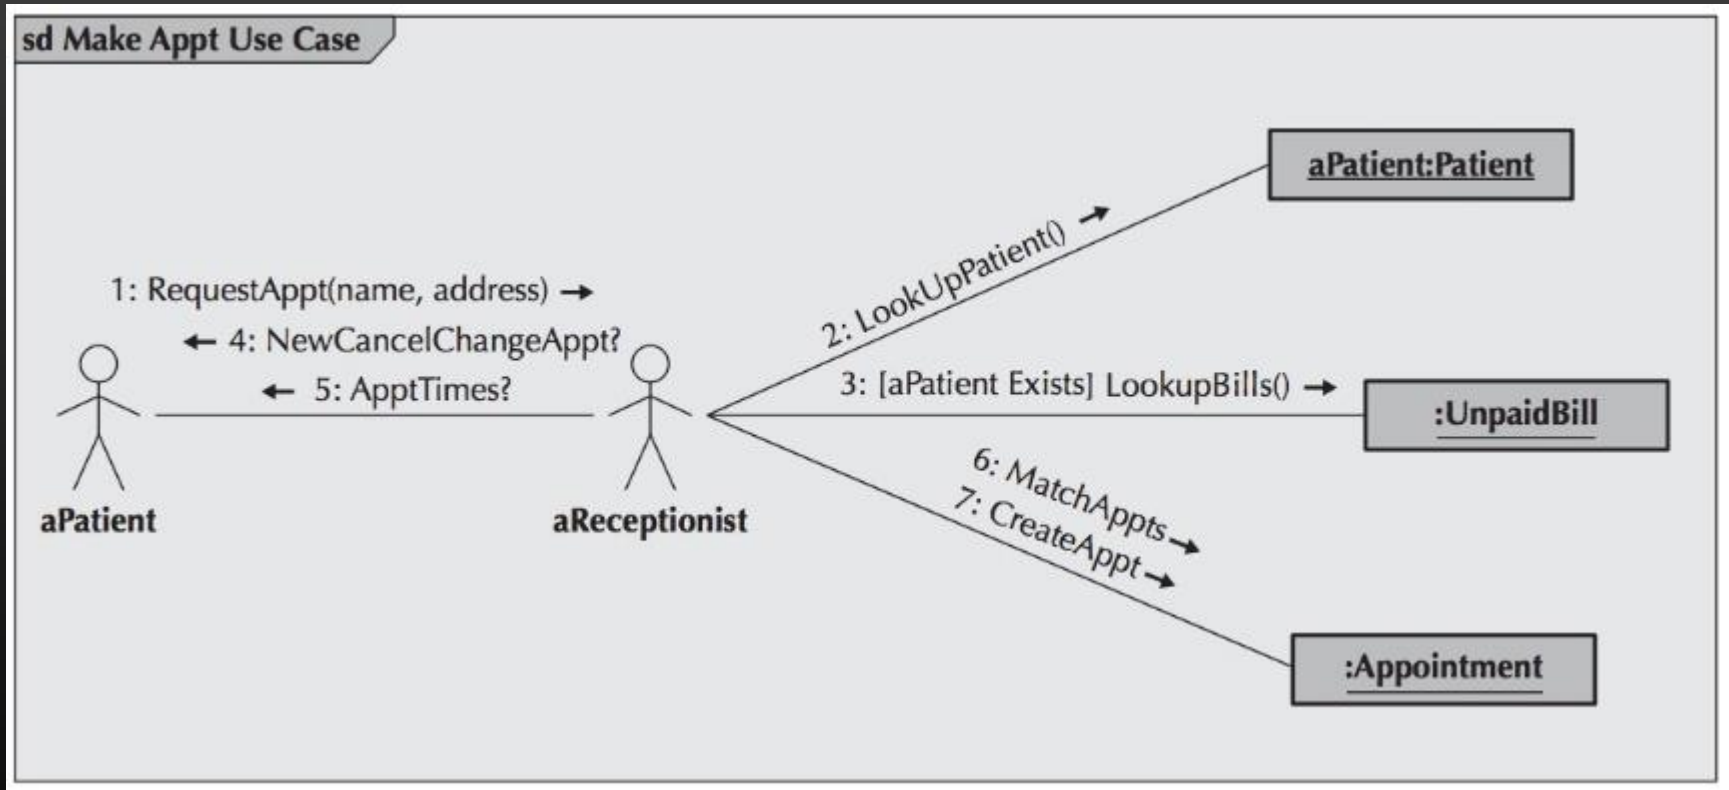 sd Make Appt Use Case
aPatient:Patient
1: RequestAppt(name, address)
2: LookUpPatient()
4: NewCancelChangeAppt?
5: ApptTimes?
3: [aPatient Exists] LookupBills()
:UnpaidBill
6: MatchAppts
7: CreateAppt
aPatient
aReceptionist
:Appointment